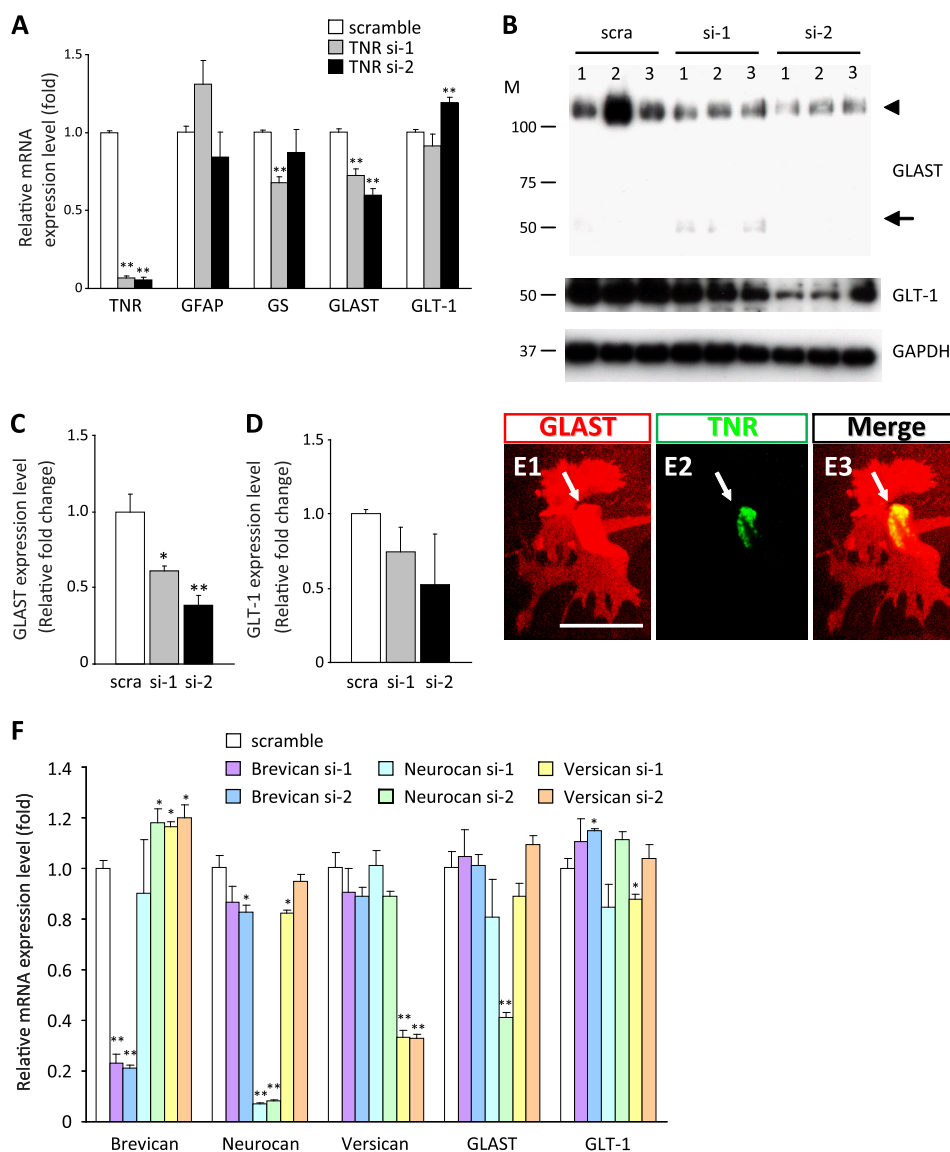 A
scramble
TNR si-1
TNR si-2
Relative mRNA
expression level (fold)
1.5
1.0
0.5
0
**
**
**
**
**
**
TNR
GFAP
GS
GLAST
GLT-1
B
scra
si-1
si-2
1 2 3 1 2 3 1 2 3
M
100
75
50
GLAST
50
GLT-1
37
GAPDH
C
GLAST expression level
(Relative fold change)
1.5
1.0
0.5
0
*
**
scra si-1 si-2
D
GLT-1 expression level
(Relative fold change)
1.5
1.0
0.5
0
scra si-1 si-2
GLAST
TNR
Merge
E1
E2
E3
F
scramble
Brevican si-1
Neurocan si-1
Versican si-1
Brevican si-2
Neurocan si-2
Versican si-2
Relative mRNA expression level (fold)
1.4
1.2
1.0
0.8
0.6
0.4
0.2
0
**
**
*
*
*
*
**
**
*
**
**
**
*
*
Brevican
Neurocan
Versican
GLAST
GLT-1